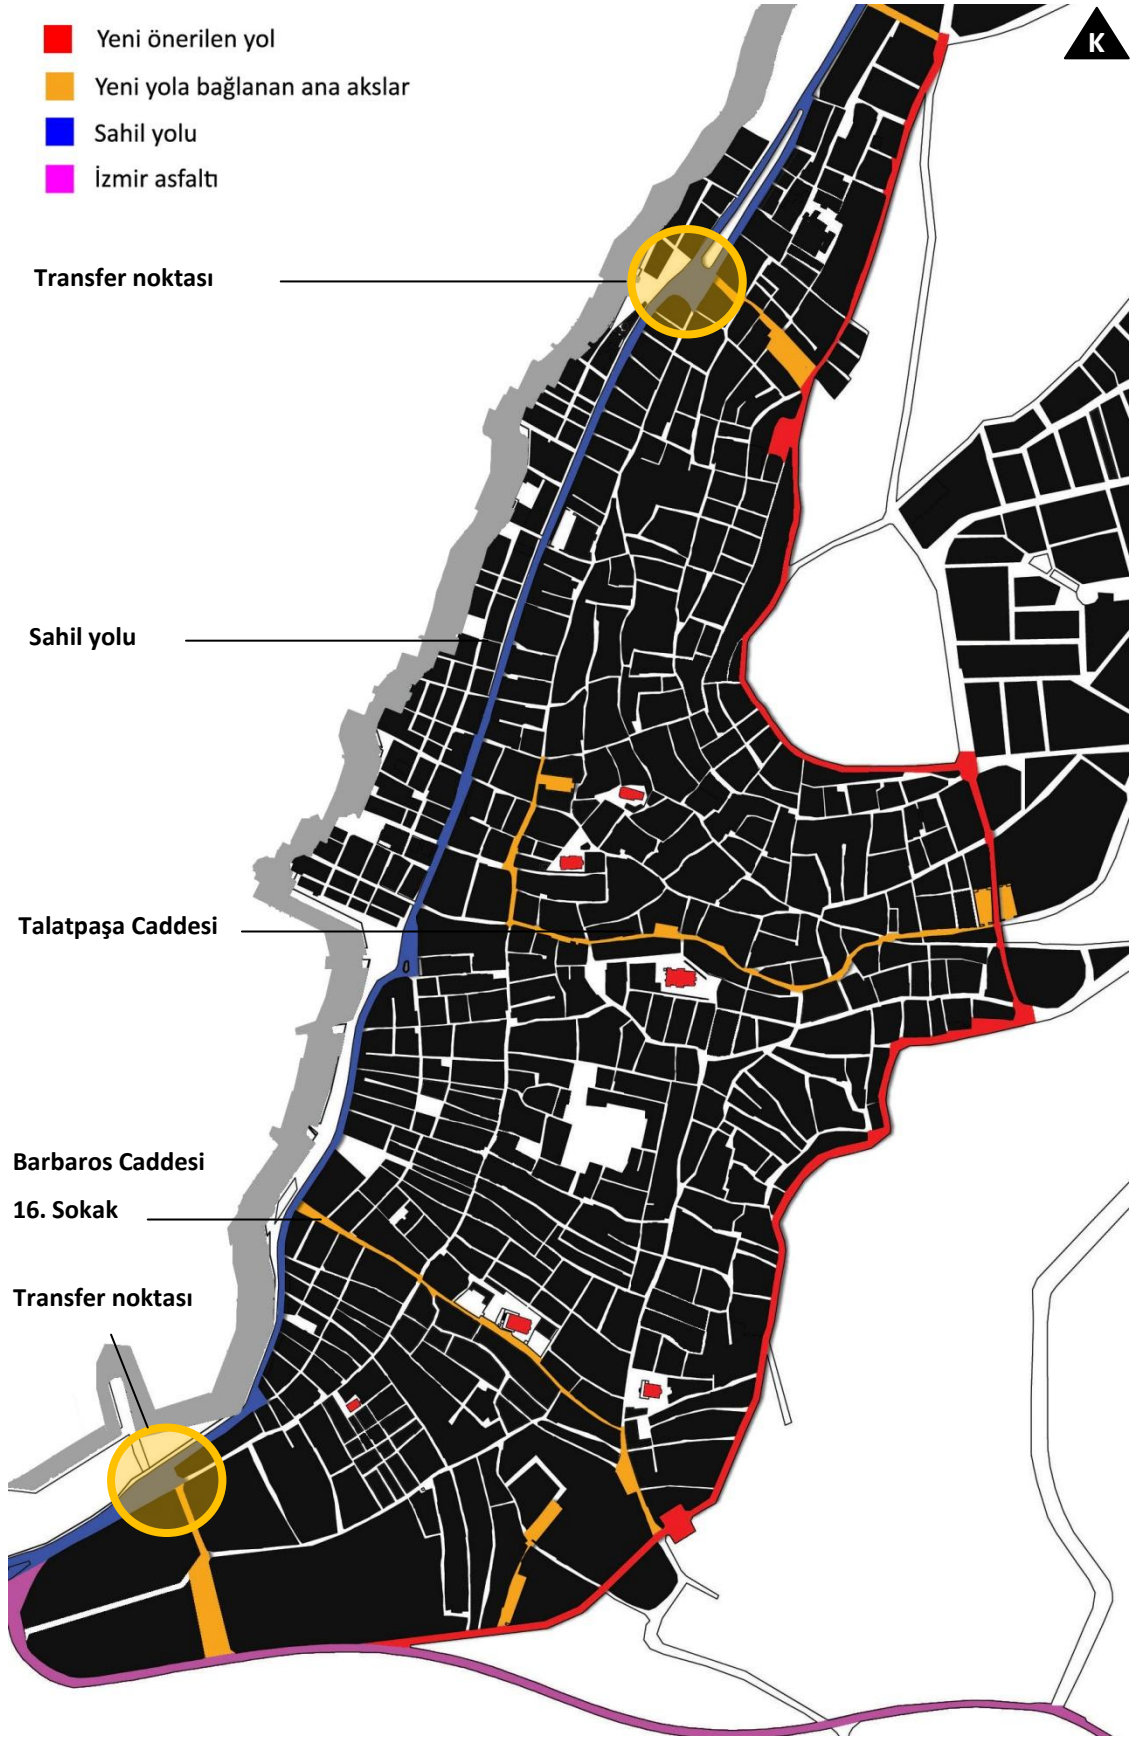 Yeni önerilen yol
K
Yeni yola bağlanan ana akslar
Sahil yolu
İzmir asfaltı
Transfer noktası
Sahil yolu
Talatpaşa Caddesi
Barbaros Caddesi
16. Sokak
Transfer noktası